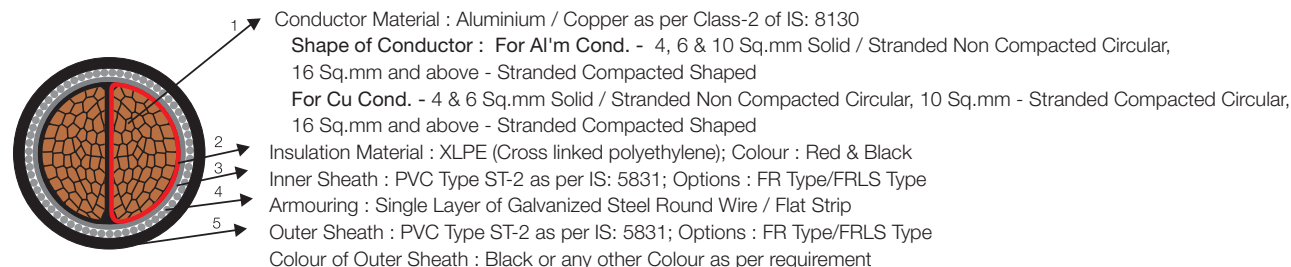 1 Conductor Material : Aluminium / Copper as per Class-2 of IS: 8130
Shape of Conductor : For Al'm Cond. - 4, 6 & 10 Sq.mm Solid / Stranded Non Compacted Circular,
16 Sq.mm and above - Stranded Compacted Shaped
For Cu Cond. - 4 & 6 Sq.mm Solid / Stranded Non Compacted Circular, 10 Sq.mm - Stranded Compacted Circular,
16 Sq.mm and above - Stranded Compacted Shaped
2 Insulation Material : XLPE (Cross linked polyethylene); Colour : Red & Black
3 Inner Sheath : PVC Type ST-2 as per IS: 5831; Options : FR Type/FRLS Type
4 Armouring : Single Layer of Galvanized Steel Round Wire / Flat Strip
5 Outer Sheath : PVC Type ST-2 as per IS: 5831; Options : FR Type/FRLS Type
Colour of Outer Sheath : Black or any other Colour as per requirement